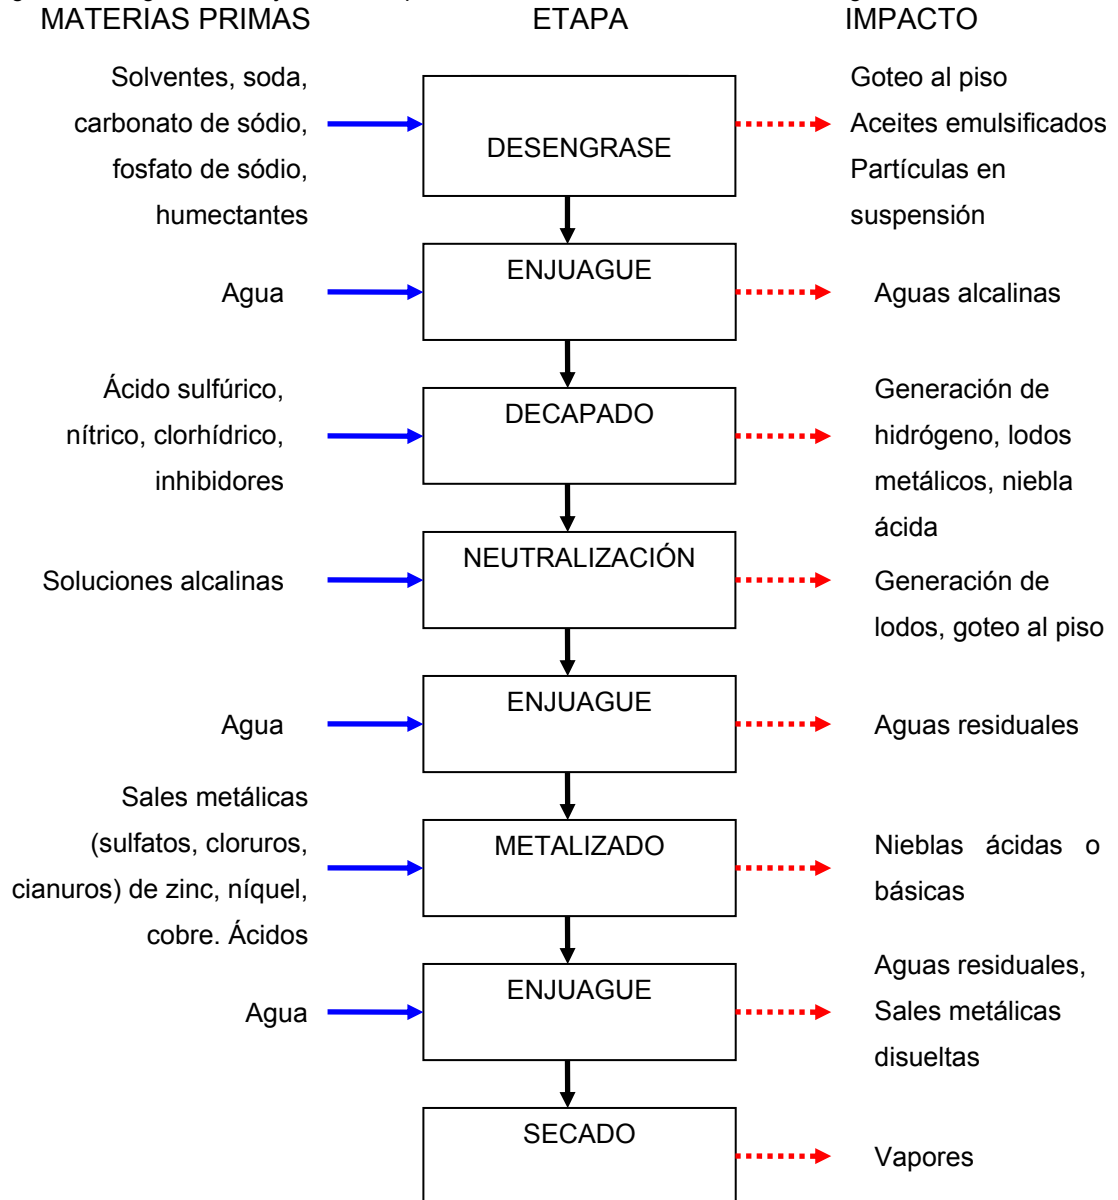 MATERIAS PRIMAS
ETAPA
IMPACTO
Solventes, soda,
carbonato de sódio,
fosfato de sódio,
humectantes
DESENGRASE
Goteo al piso
Aceites emulsificados
Partículas en
suspensión
Agua
ENJUAGUE
Aguas alcalinas
Ácido sulfúrico,
nítrico, clorhídrico,
inhibidores
DECAPADO
Generación de
hidrógeno, lodos
metálicos, niebla
ácida
Soluciones alcalinas
NEUTRALIZACIÓN
Generación de
lodos, goteo al piso
Agua
ENJUAGUE
Aguas residuales
Sales metálicas
(sulfatos, cloruros,
cianuros) de zinc, níquel,
cobre. Ácidos
METALIZADO
Nieblas ácidas o
básicas
Agua
ENJUAGUE
Aguas residuales,
Sales metálicas
disueltas
SECADO
Vapores